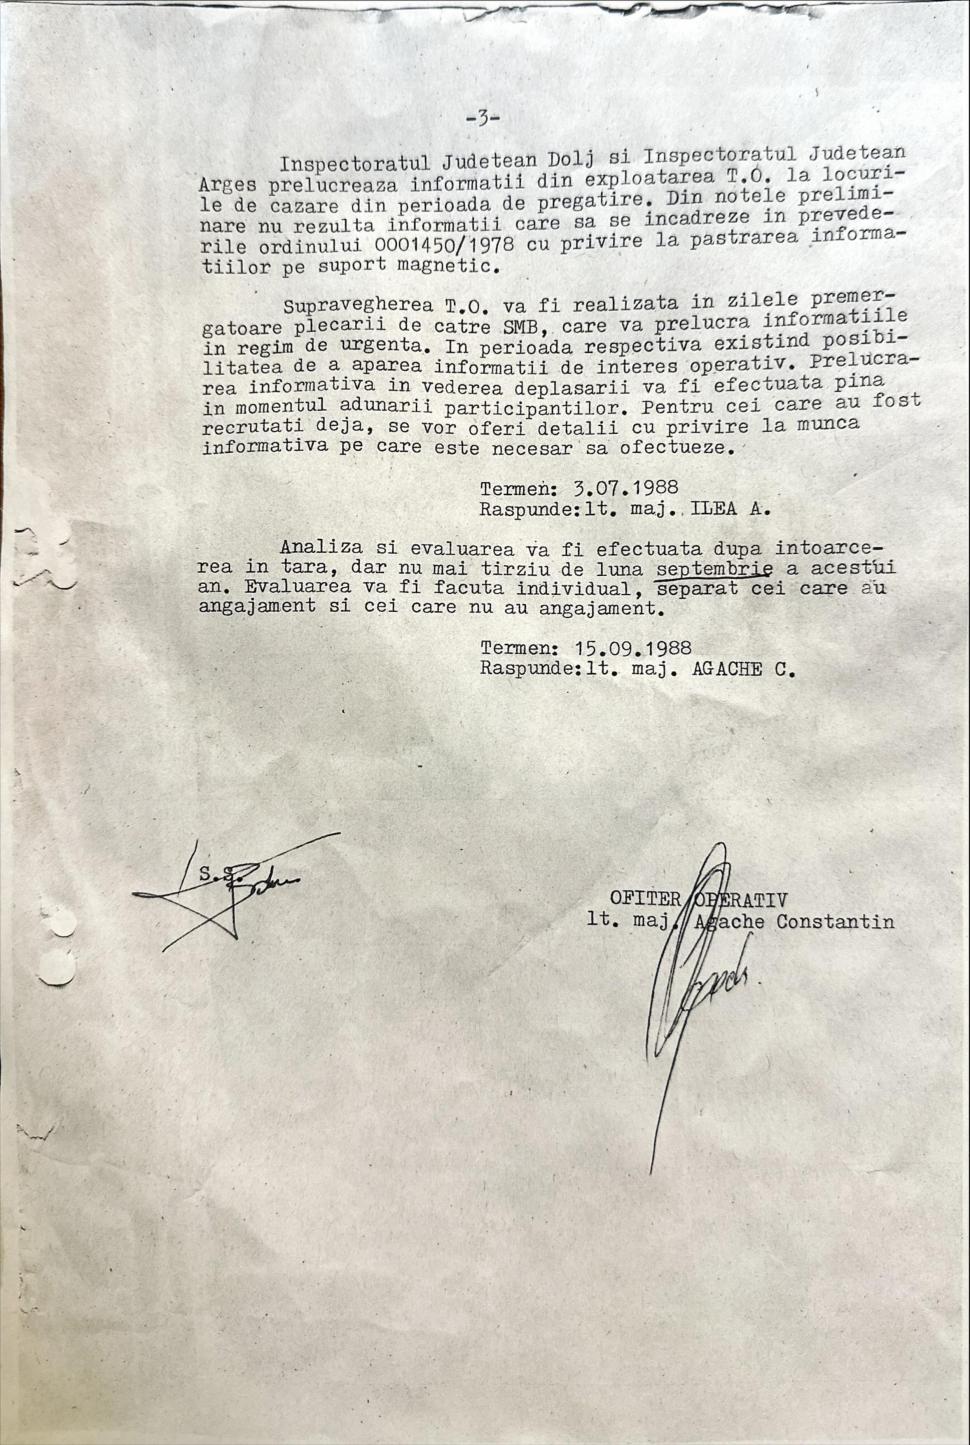 -3-
Inspectoratul Judetean Dolj si Inspectoratul Judetean
Arges prelucreaza informatii din exploatarea T.O. la locuri-
le de cazare din perioada de pregatire. Din notele prelimi-
nare nu rezulta informatii care sa se incadreze in prevede-
rile ordinului 0001450/1978 cu privire la pastrarea informa-
tiilor pe suport magnetic.
Supravegherea T.O. va fi realizata in zilele premer-
gatoare plecarii de catre SMB, care va prelucra informatiile
in regim de urgenta. In perioada respectiva existind posibi-
litatea de a aparea informatii de interes operativ. Prelucra-
rea informativa in vederea deplasarii va fi efectuata pina
in momentul adunarii participantilor. Pentru cei care au fost
recrutati deja, se vor oferi detalii cu privire la munca
informativa pe care este necesar sa ofectueze.
Termen: 3.07.1988
Raspunde:lt. maj. ILEA A.
Analiza si evaluarea va fi efectuata dupa intoarce-
rea in tara, dar nu mai tirziu de luna septembrie a acestui
an. Evaluarea va fi facuta individual, separat cei care au
angajament si cei care nu au angajament.
Termen: 15.09.1988
Raspunde:lt. maj. AGACHE C.
S.S.
OFITER OPERATIV
lt. maj. Agache Constantin